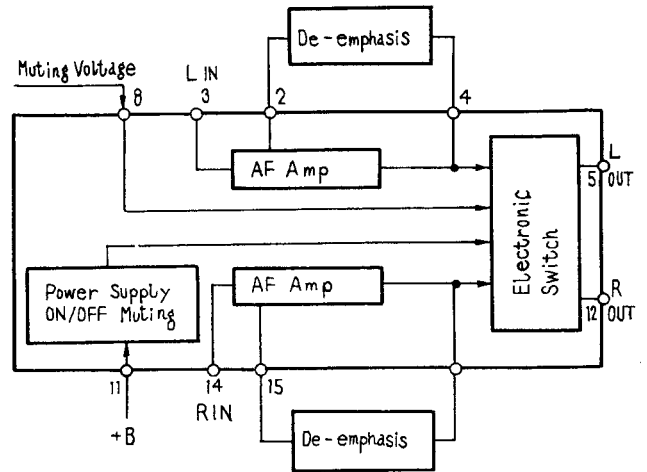 De-emphasis
Muting Voltage
L IN
8
3
2
4
AF Amp
L
5
OUT
Electronic
Switch
AF Amp
Power Supply
ON/OFF Muting
R
12
OUT
11
14
15
R IN
+B
De-emphasis